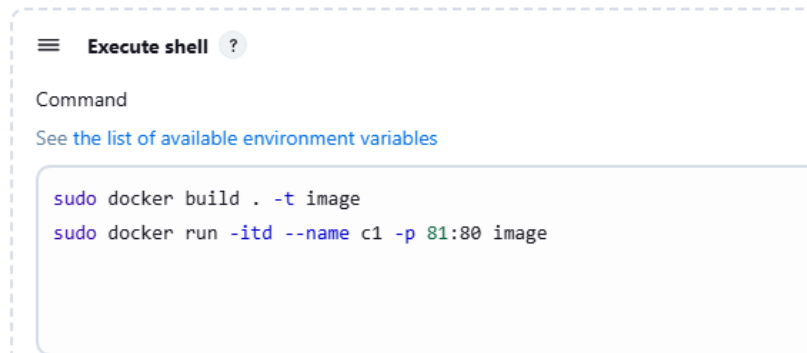 Execute shell ?
Command
See the list of available environment variables
sudo docker build . -t image
sudo docker run -itd --name c1 -p 81:80 image